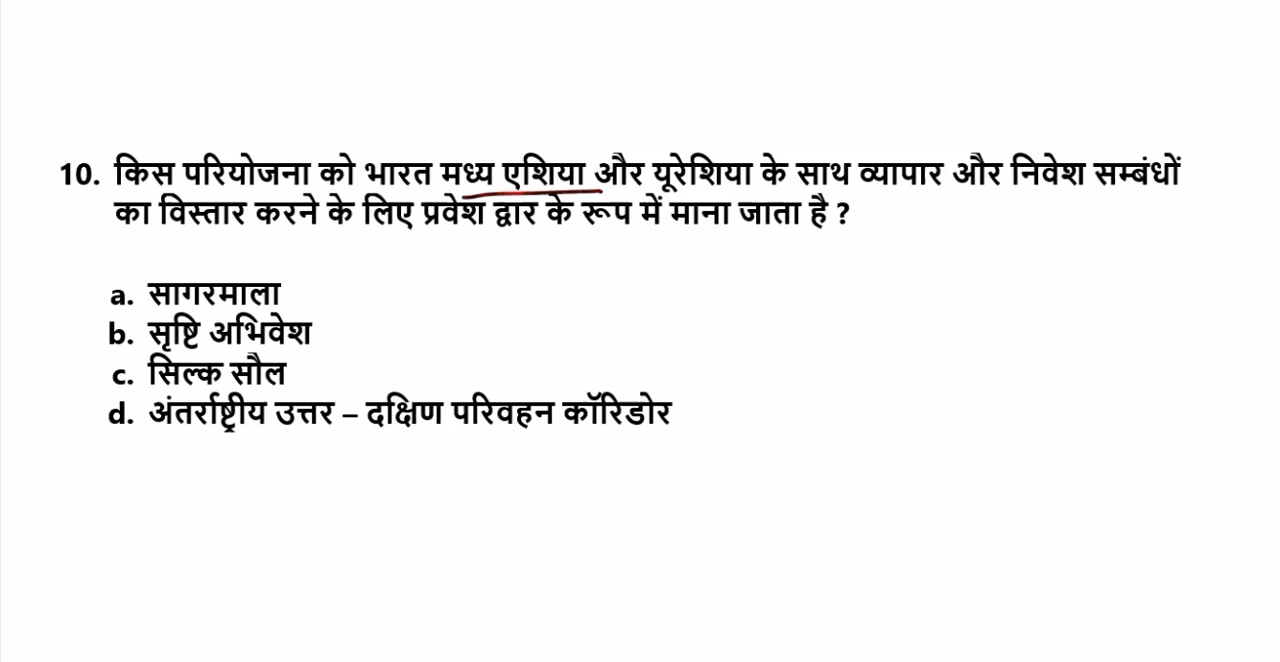 10. किस परियोजना को भारत मध्य एशिया और यूरेशिया के साथ व्यापार और निवेश सम्बंधों
का विस्तार करने के लिए प्रवेश द्वार के रूप में माना जाता है ?
a. सागरमाला
b. सृष्टि अभिवेश
c. सिल्क सौल
d. अंतर्राष्ट्रीय उत्तर – दक्षिण परिवहन कॉरिडोर